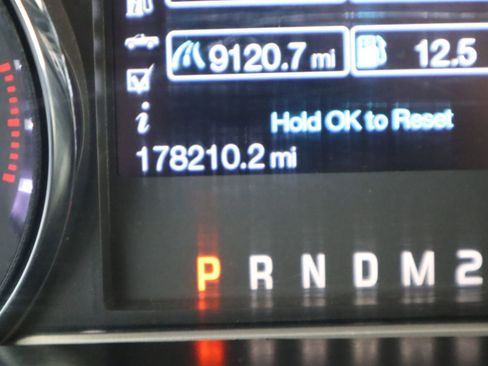 9120.7 mi 12.5
Hold OK to Reset
178210.2 mi
P R N D M 2